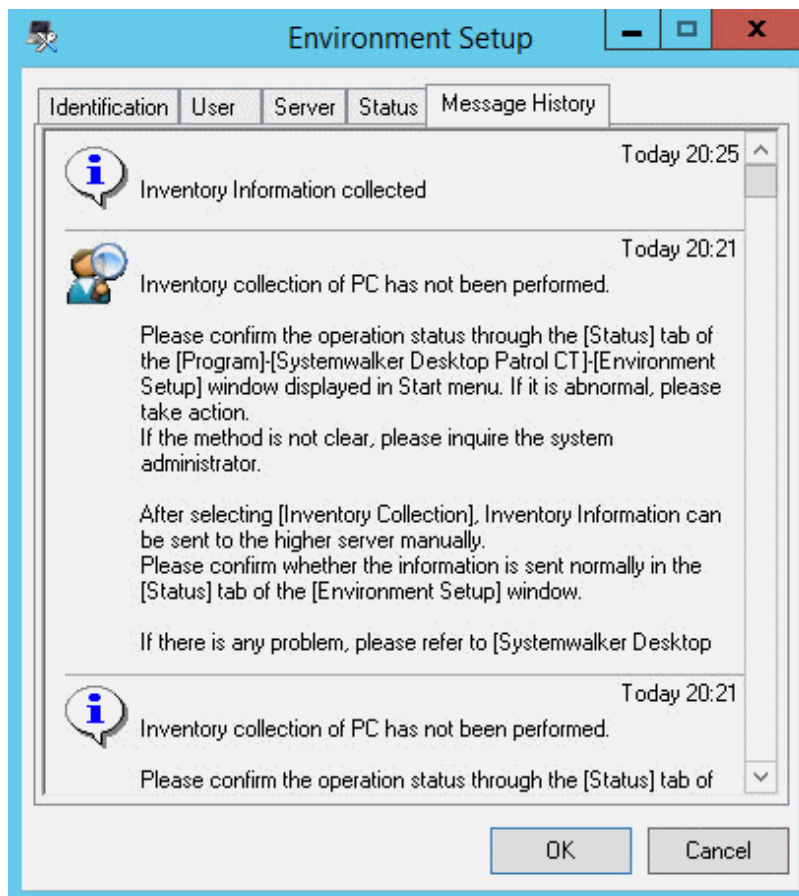 Environment Setup
Identification User Server Status Message History
Today 20:25
Inventory Information collected
Today 20:21
Inventory collection of PC has not been performed.
Please confirm the operation status through the [Status] tab of
the [Program]-[Systemwalker Desktop Patrol CT]-[Environment
Setup] window displayed in Start menu. If it is abnormal, please
take action.
If the method is not clear, please inquire the system
administrator.
After selecting [Inventory Collection], Inventory Information can
be sent to the higher server manually.
Please confirm whether the information is sent normally in the
[Status] tab of the [Environment Setup] window.
If there is any problem, please refer to [Systemwalker Desktop
Today 20:21
Inventory collection of PC has not been performed.
Please confirm the operation status through the [Status] tab of
OK Cancel